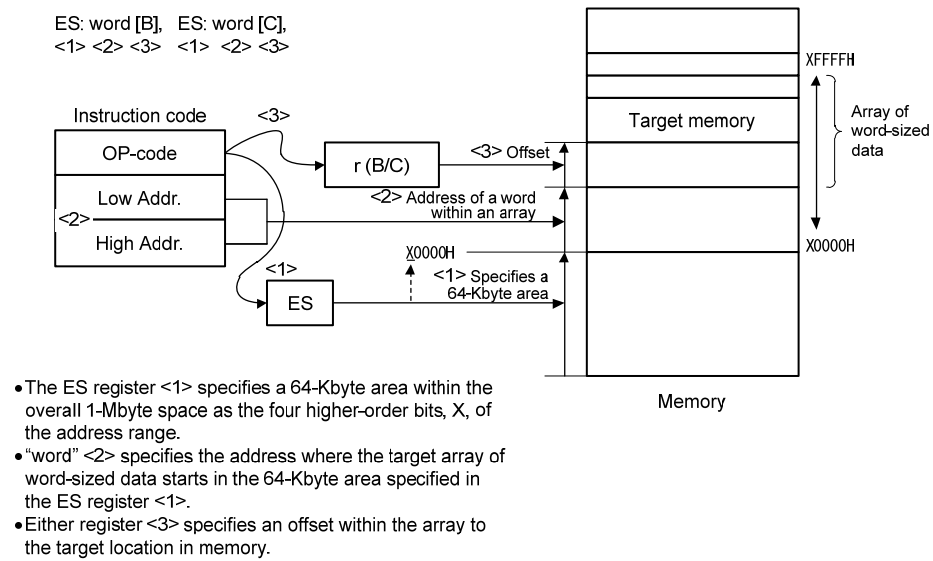 ES: word [B],   ES: word [C],
<1> <2> <3>   <1>  <2> <3>
XFFFFH
Instruction code
<3>
Array of
word-sized
data
OP-code
Target memory
r (B/C)
<3> Offset
Low Addr.
<2> Address of a word
within an array
<2>
High Addr.
X0000H
X0000H
<1>
<1> Specifies a
64-Kbyte area
ES
Memory
•The ES register <1> specifies a 64-Kbyte area within the
overall 1-Mbyte space as the four higher-order bits, X, of
the address range.
•“word” <2> specifies the address where the target array of
word-sized data starts in the 64-Kbyte area specified in
the ES register <1>.
•Either register <3> specifies an offset within the array to
the target location in memory.